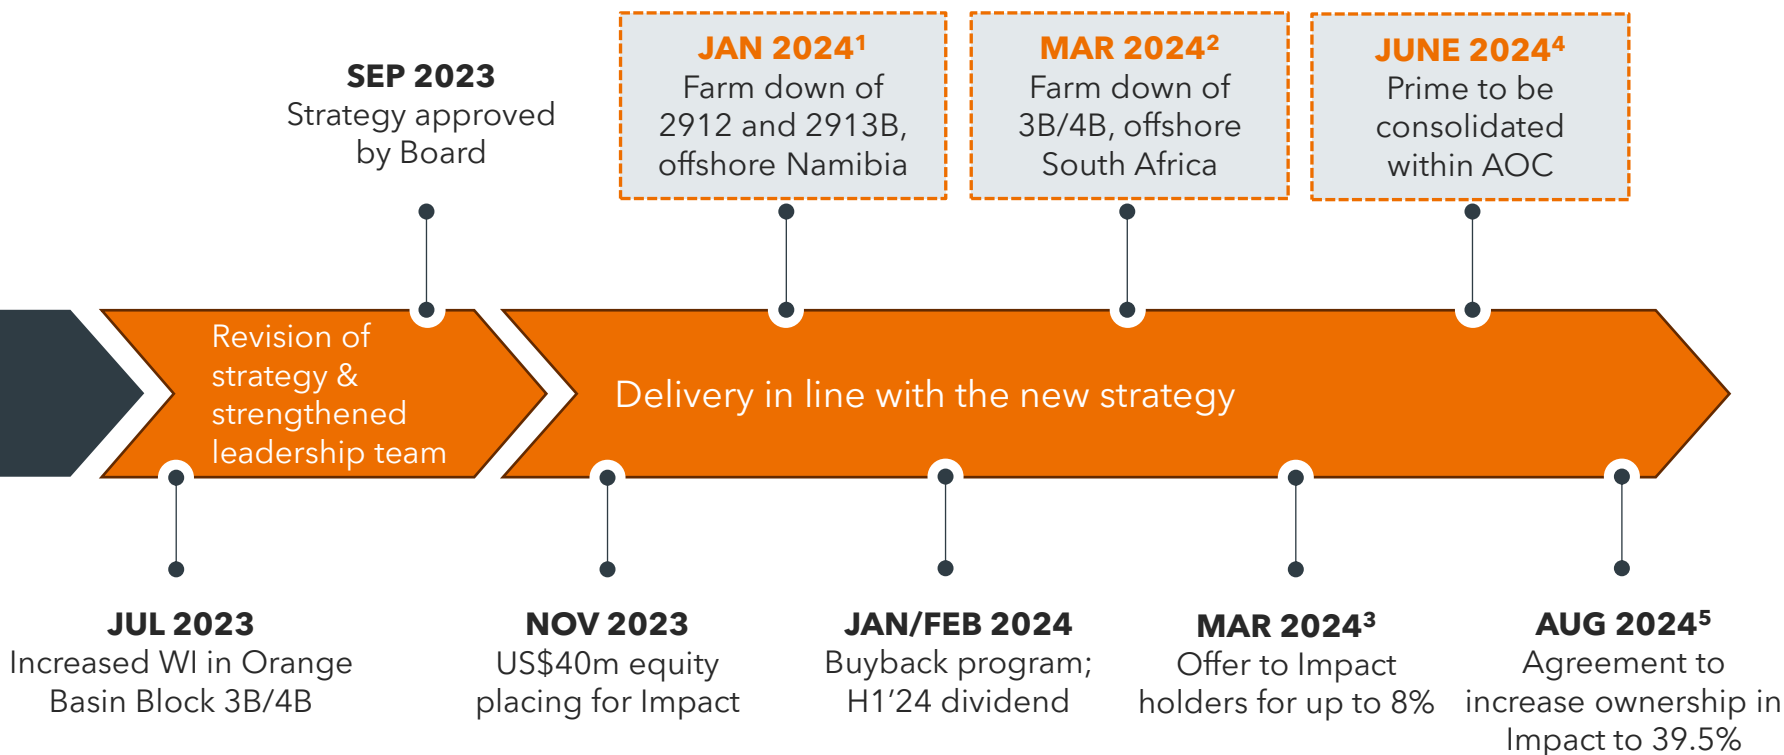 SEP 2023
Strategy approved
by Board
JAN 2024¹
Farm down of
2912 and 2913B,
offshore Namibia
MAR 2024²
Farm down of
3B/4B, offshore
South Africa
JUNE 2024⁴
Prime to be
consolidated
within AOC
Revision of
strategy &
strengthened
leadership team
Delivery in line with the new strategy
JUL 2023
Increased WI in Orange
Basin Block 3B/4B
NOV 2023
US$40m equity
placing for Impact
JAN/FEB 2024
Buyback program;
H1’24 dividend
MAR 2024³
Offer to Impact
holders for up to 8%
AUG 2024⁵
Agreement to
increase ownership in
Impact to 39.5%